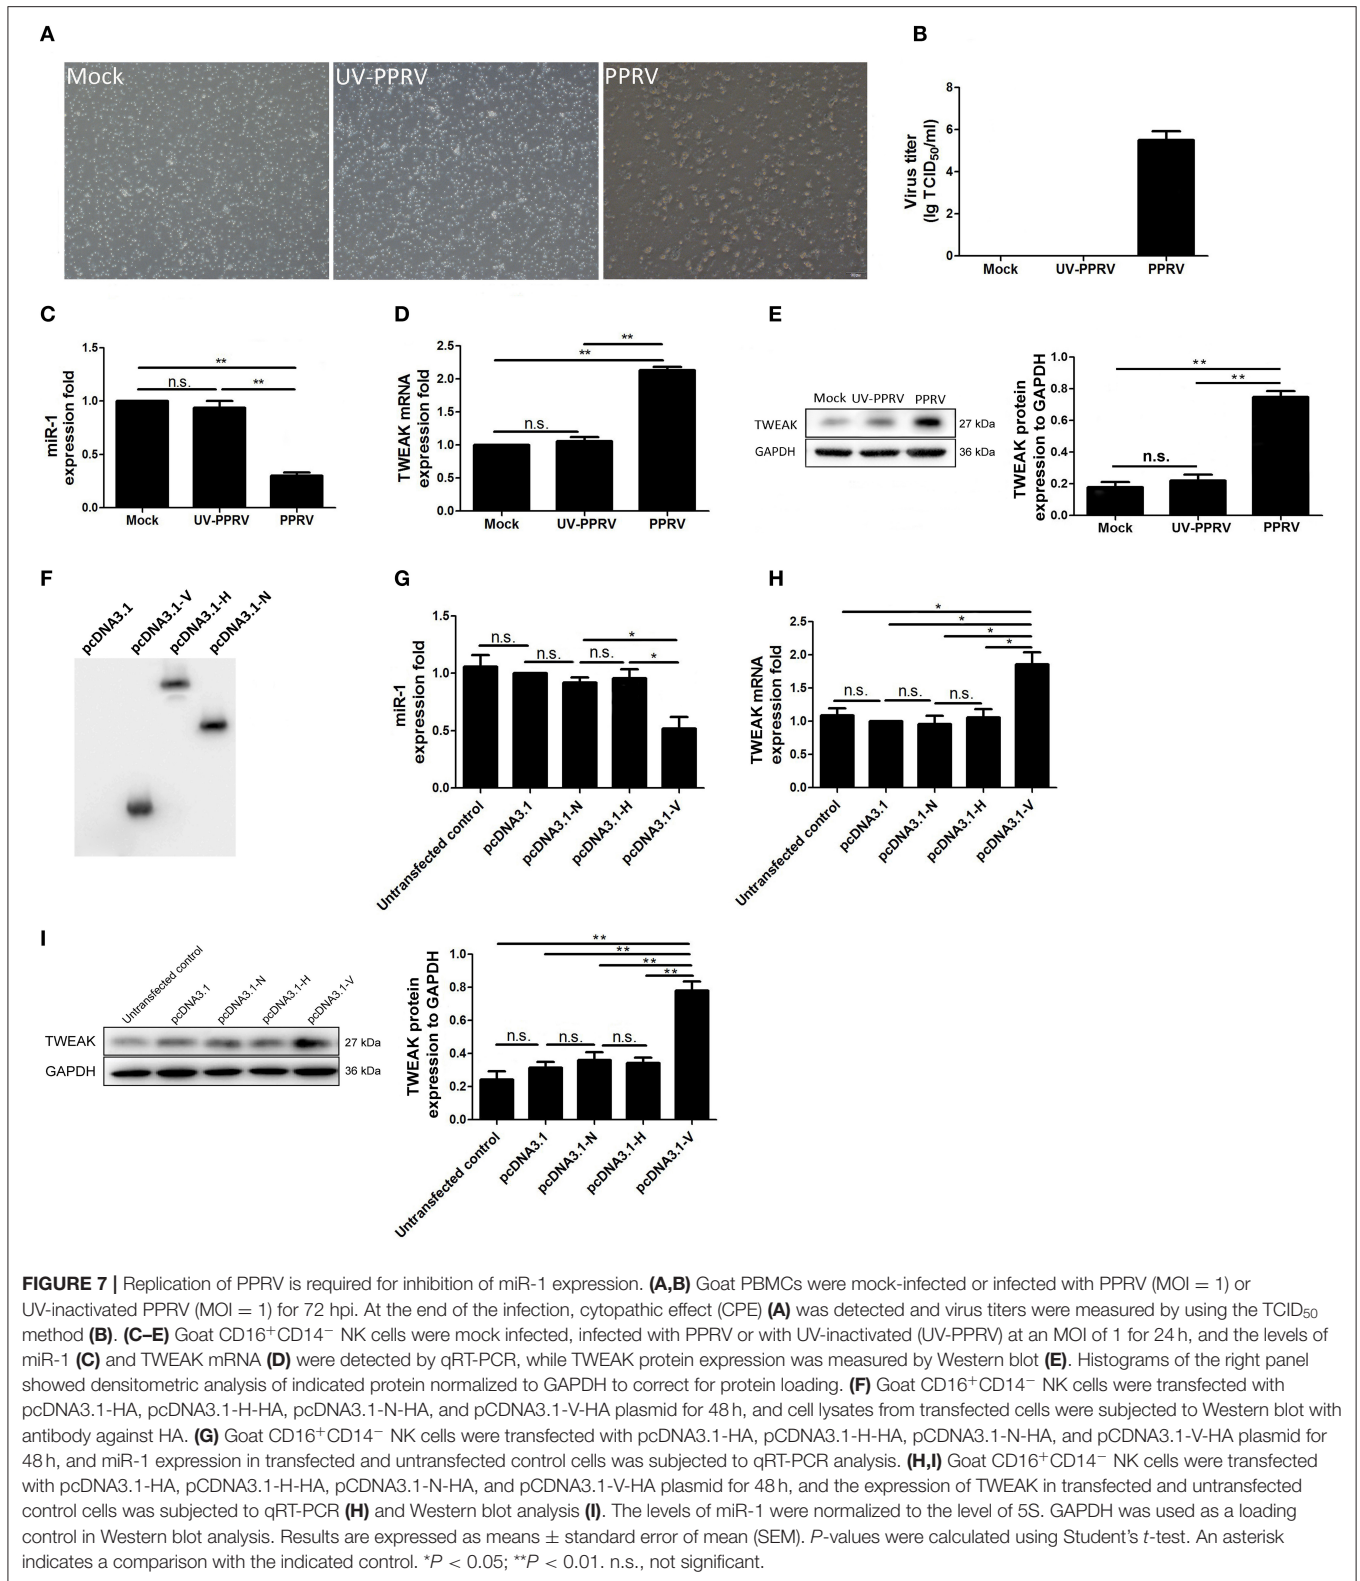 A
B
Mock
UV-PPRV
PPRV
Virus titer
(lg TCID50/ml)
8
6
4
2
0
Mock
UV-PPRV
PPRV
C
D
E
miR-1
expression fold
1.5
1.0
0.5
0.0
**
n.s.
**
Mock
UV-PPRV
PPRV
TWEAK mRNA
expression fold
2.5
2.0
1.5
1.0
0.5
0.0
**
**
n.s.
Mock
UV-PPRV
PPRV
Mock UV-PPRV PPRV
TWEAK
27 kDa
GAPDH
36 kDa
TWEAK protein
expression to GAPDH
1.0
0.8
0.6
0.4
0.2
0.0
**
**
n.s.
Mock
UV-PPRV
PPRV
F
G
H
pcDNA3.1
pcDNA3.1-V
pcDNA3.1-H
pcDNA3.1-N
miR-1
expression fold
1.5
1.0
0.5
0.0
n.s.
n.s.
n.s.
*
*
Untransfected control
pcDNA3.1
pcDNA3.1-N
pcDNA3.1-H
pcDNA3.1-V
TWEAK mRNA
expression fold
2.5
2.0
1.5
1.0
0.5
0.0
*
*
*
*
n.s.
n.s.
n.s.
Untransfected control
pcDNA3.1
pcDNA3.1-N
pcDNA3.1-H
pcDNA3.1-V
I
Untransfected control
pcDNA3.1
pcDNA3.1-N
pcDNA3.1-H
pcDNA3.1-V
TWEAK
27 kDa
GAPDH
36 kDa
TWEAK protein
expression to GAPDH
1.0
0.8
0.6
0.4
0.2
0.0
**
**
**
**
n.s.
n.s.
n.s.
Untransfected control
pcDNA3.1
pcDNA3.1-N
pcDNA3.1-H
pcDNA3.1-V
FIGURE 7 | Replication of PPRV is required for inhibition of miR-1 expression. (A,B) Goat PBMCs were mock-infected or infected with PPRV (MOI = 1) or
UV-inactivated PPRV (MOI = 1) for 72 hpi. At the end of the infection, cytopathic effect (CPE) (A) was detected and virus titers were measured by using the TCID50
method (B). (C–E) Goat CD16+CD14− NK cells were mock infected, infected with PPRV or with UV-inactivated (UV-PPRV) at an MOI of 1 for 24 h, and the levels of
miR-1 (C) and TWEAK mRNA (D) were detected by qRT-PCR, while TWEAK protein expression was measured by Western blot (E). Histograms of the right panel
showed densitometric analysis of indicated protein normalized to GAPDH to correct for protein loading. (F) Goat CD16+CD14− NK cells were transfected with
pcDNA3.1-HA, pcDNA3.1-H-HA, pcDNA3.1-N-HA, and pCDNA3.1-V-HA plasmid for 48 h, and cell lysates from transfected cells were subjected to Western blot with
antibody against HA. (G) Goat CD16+CD14− NK cells were transfected with pcDNA3.1-HA, pCDNA3.1-H-HA, pCDNA3.1-N-HA, and pCDNA3.1-V-HA plasmid for
48 h, and miR-1 expression in transfected and untransfected control cells was subjected to qRT-PCR analysis. (H,I) Goat CD16+CD14− NK cells were transfected
with pcDNA3.1-HA, pCDNA3.1-H-HA, pCDNA3.1-N-HA, and pCDNA3.1-V-HA plasmid for 48 h, and the expression of TWEAK in transfected and untransfected
control cells was subjected to qRT-PCR (H) and Western blot analysis (I). The levels of miR-1 were normalized to the level of 5S. GAPDH was used as a loading
control in Western blot analysis. Results are expressed as means ± standard error of mean (SEM). P-values were calculated using Student's t-test. An asterisk
indicates a comparison with the indicated control. *P < 0.05; **P < 0.01. n.s., not significant.